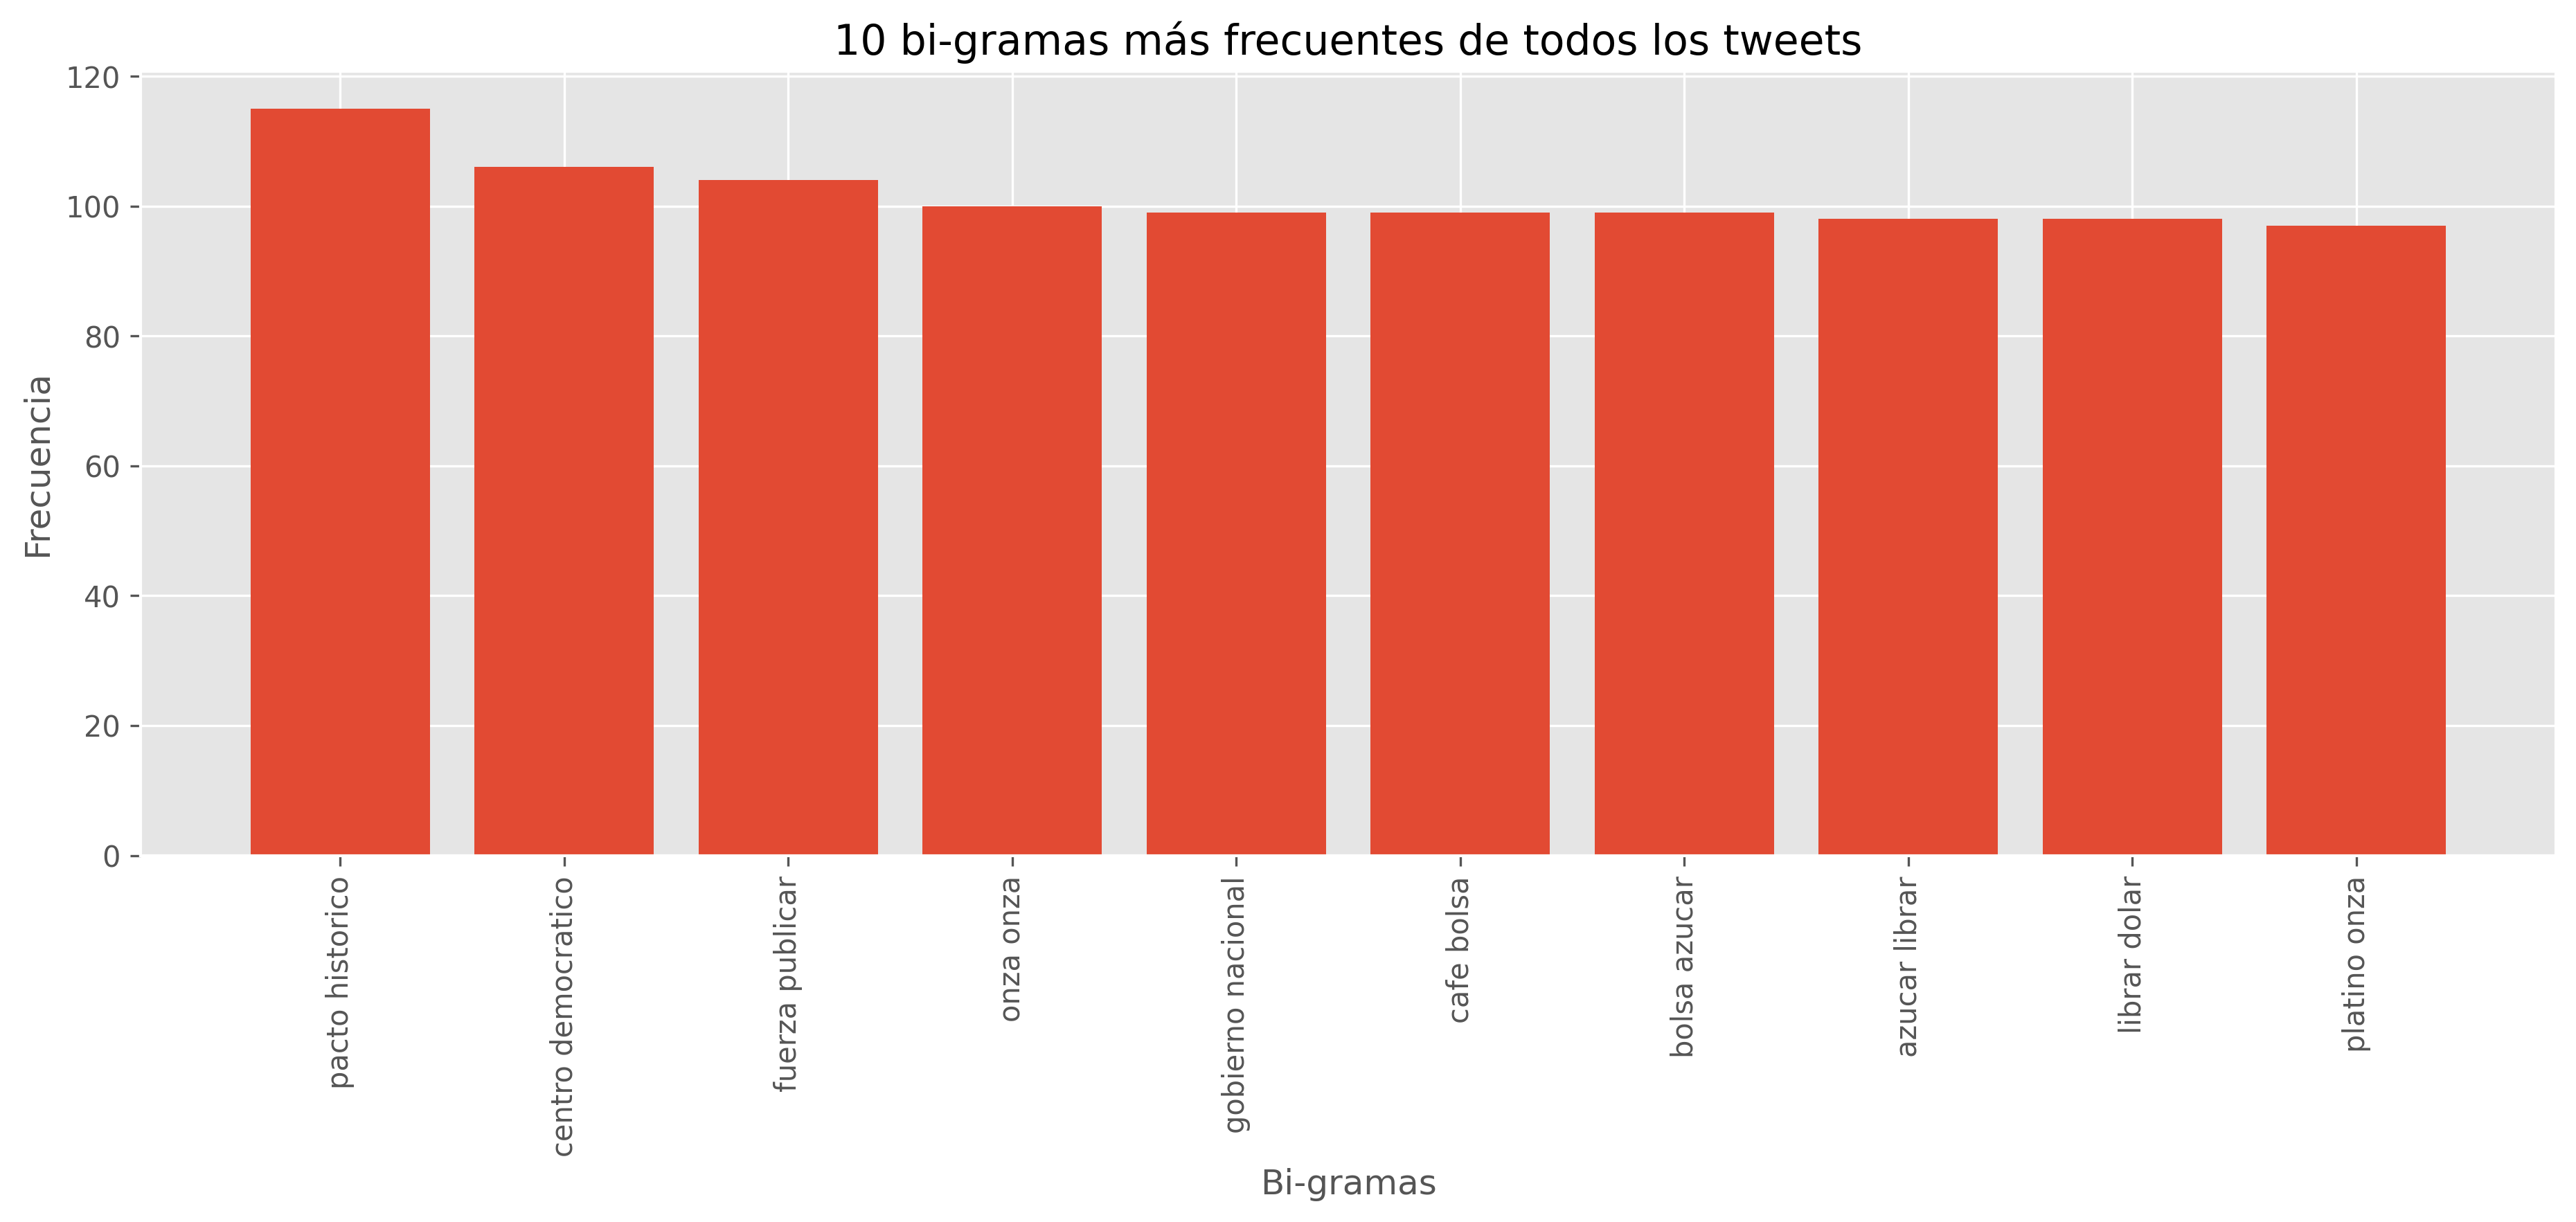 10 bi-gramas más frecuentes de todos los tweets
120
100
80
60
40
20
0
Frecuencia
pacto historico
centro democratico
fuerza publicar
onza onza
gobierno nacional
cafe bolsa
bolsa azucar
azucar librar
librar dolar
platino onza
Bi-gramas